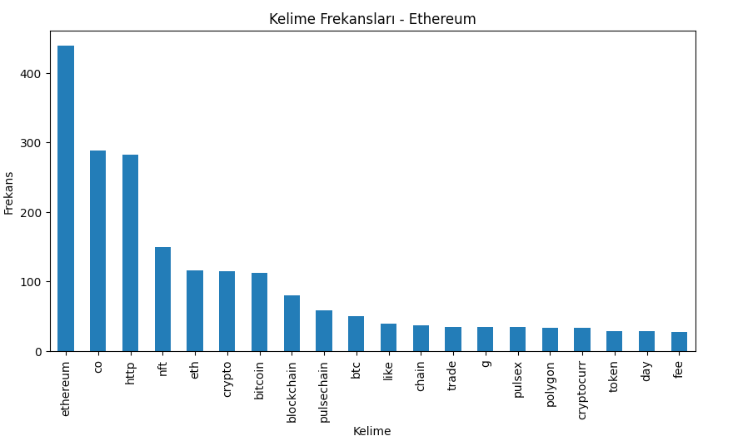 Kelime Frekansları - Ethereum
Frekans
400
300
200
100
0
ethereum
co
http
nft
eth
crypto
bitcoin
blockchain
pulsechain
btc
like
chain
trade
g
pulsex
polygon
cryptocurr
token
day
fee
Kelime